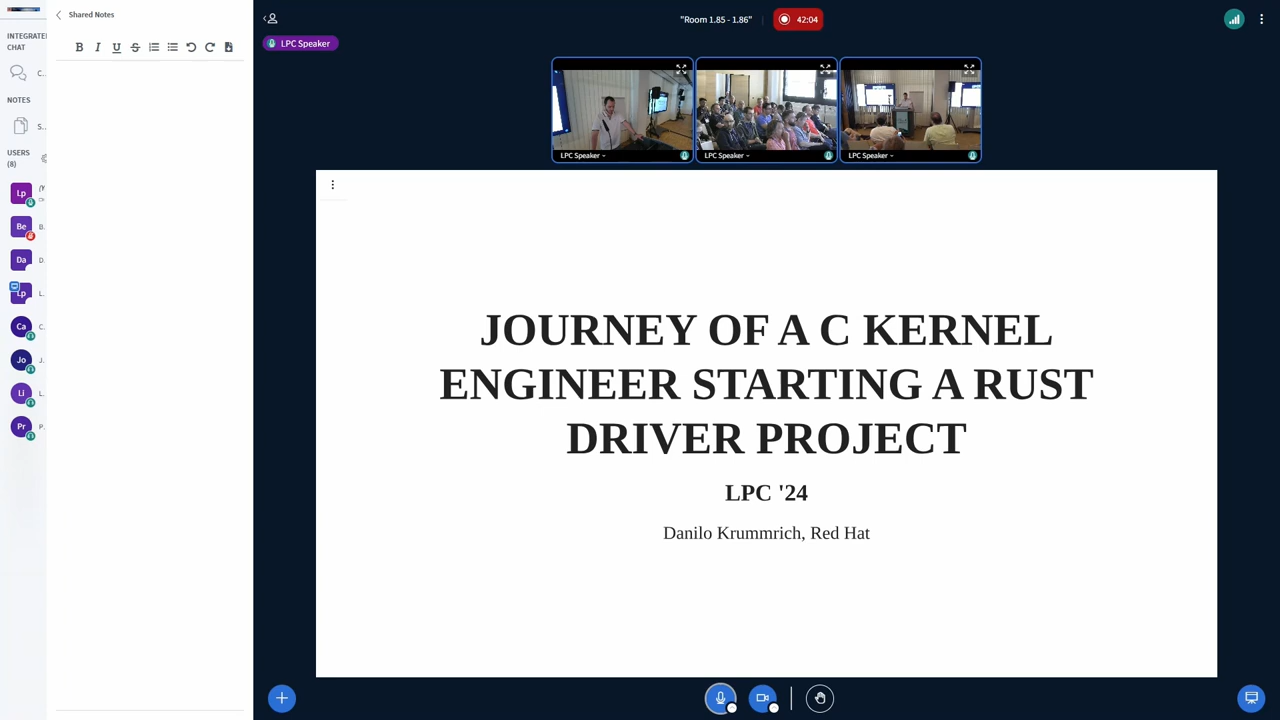 Shared Notes
INTEGRATE
CHAT
C..
NOTES
S..
USERS
(8)
Lp
Be
B.
Da
D.
Lp
L.
Ca
C.
Jo
J.
Li
L.
Pr
P.
B I U S
"Room 1.85 - 1.86"
42:04
LPC Speaker
LPC Speaker
LPC Speaker
LPC Speaker
JOURNEY OF A C KERNEL
ENGINEER STARTING A RUST
DRIVER PROJECT
LPC '24
Danilo Krummrich, Red Hat